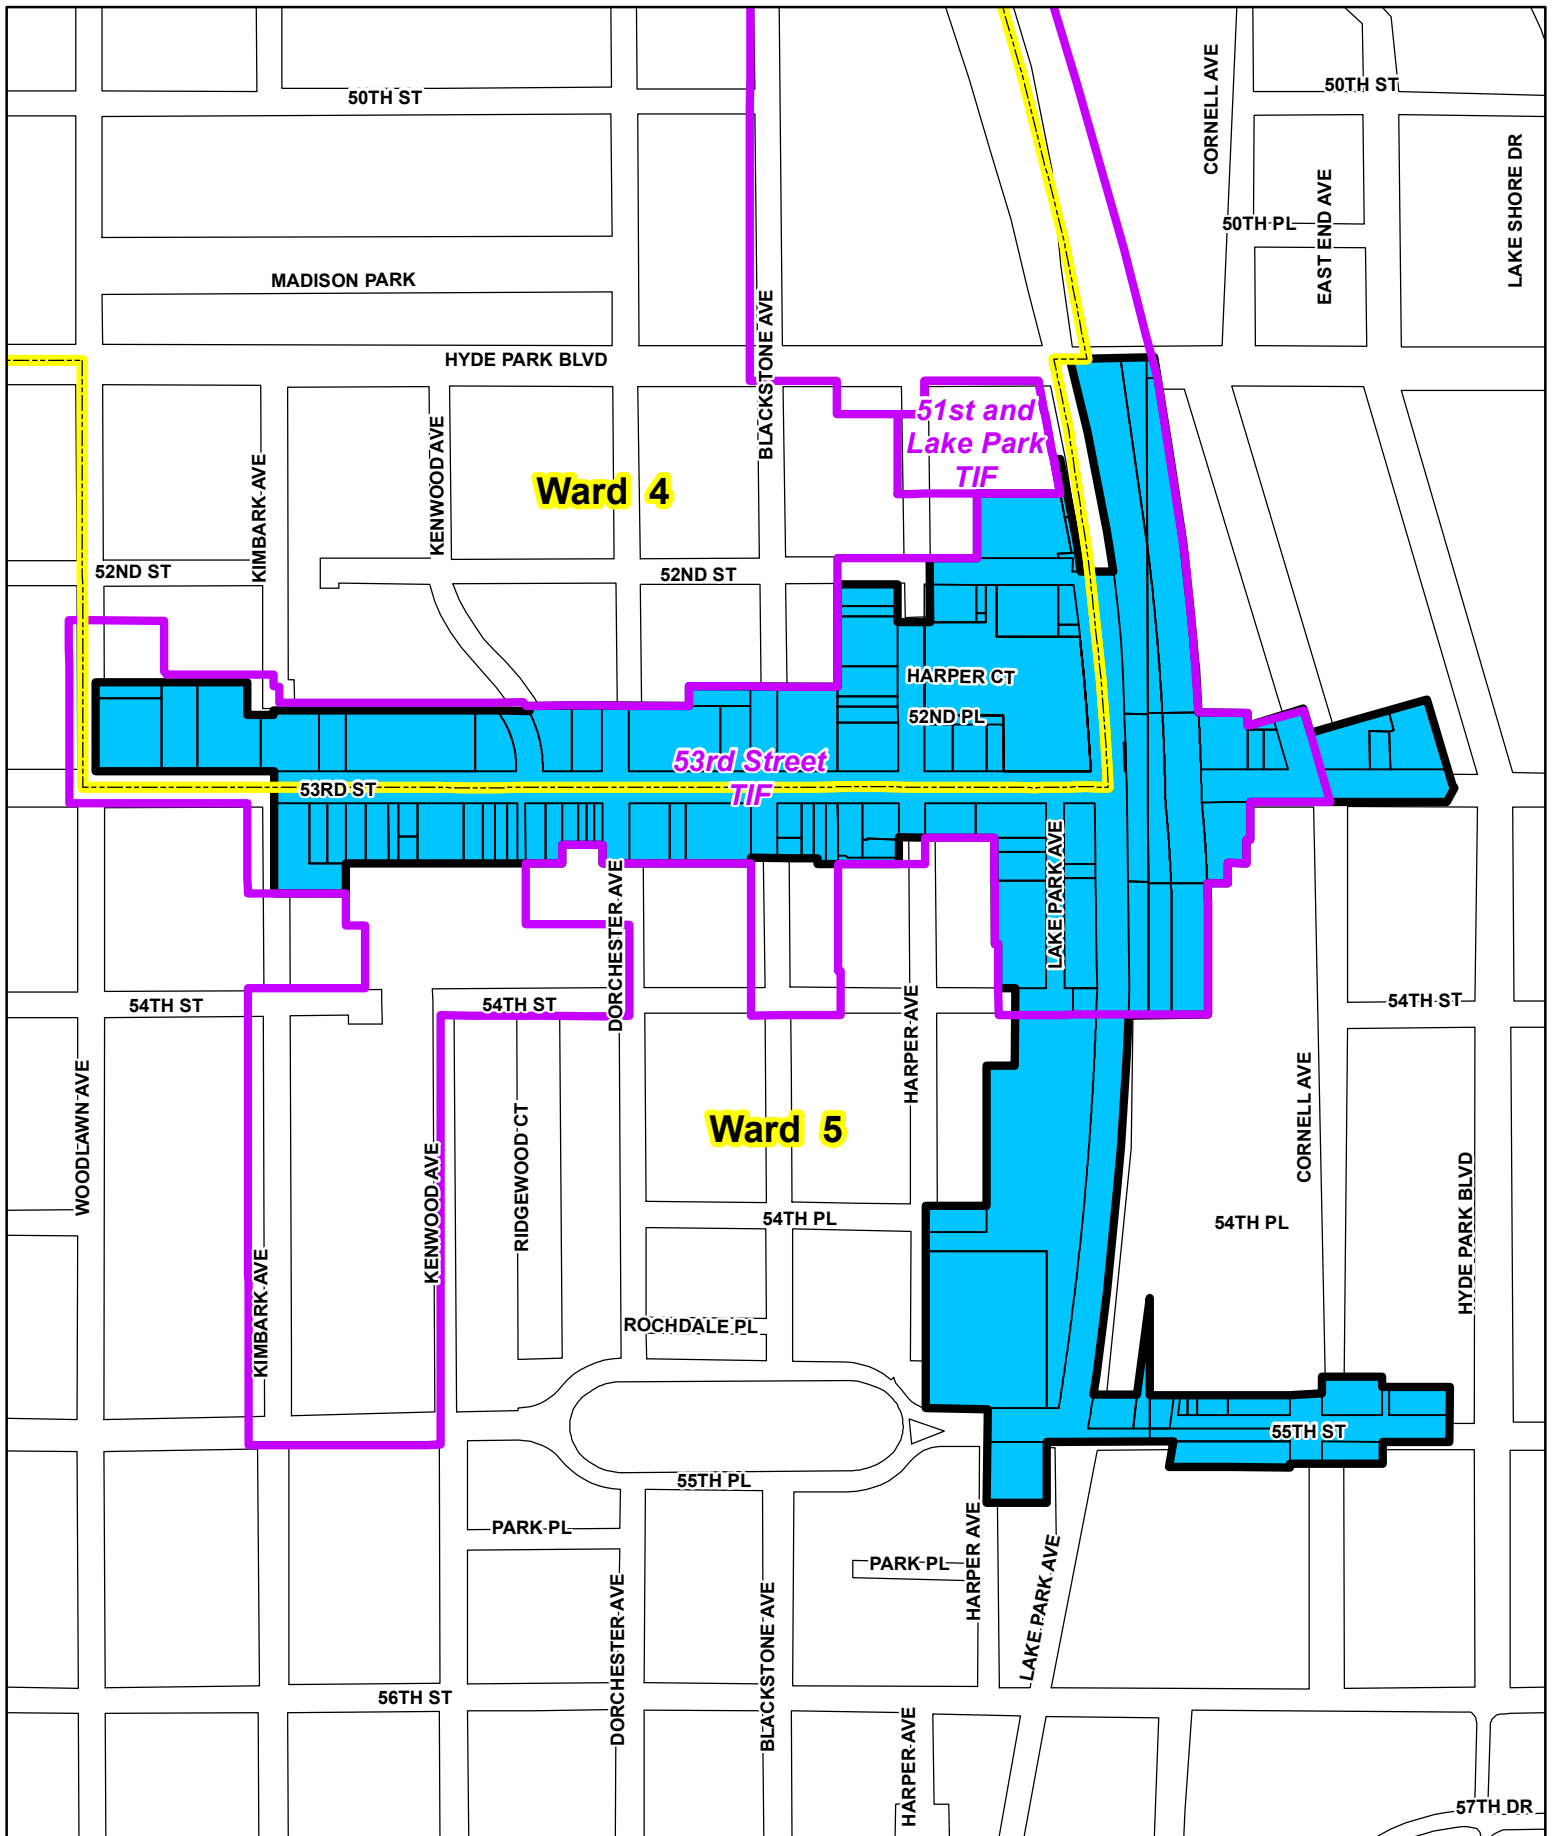 50TH ST
50TH ST
CORNELL AVE
LAKE SHORE DR
EAST END AVE
50TH PL
MADISON PARK
BLACKSTONE AVE
HYDE PARK BLVD
51st and
Lake Park
TIF
KENWOOD AVE
KIMBARK AVE
Ward 4
52ND ST
52ND ST
HARPER CT
52ND PL
53rd Street
TIF
53RD ST
LAKE PARK AVE
DORCHESTER AVE
HARPER AVE
54TH ST
54TH ST
54TH ST
WOODLAWN AVE
Ward 5
CORNELL AVE
RIDGEWOOD CT
KENWOOD AVE
HYDE PARK BLVD
54TH PL
54TH PL
KIMBARK AVE
ROCHDALE PL
55TH ST
55TH PL
PARK PL
PARK PL
HARPER AVE
LAKE PARK AVE
DORCHESTER AVE
BLACKSTONE AVE
56TH ST
HARPER AVE
57TH DR